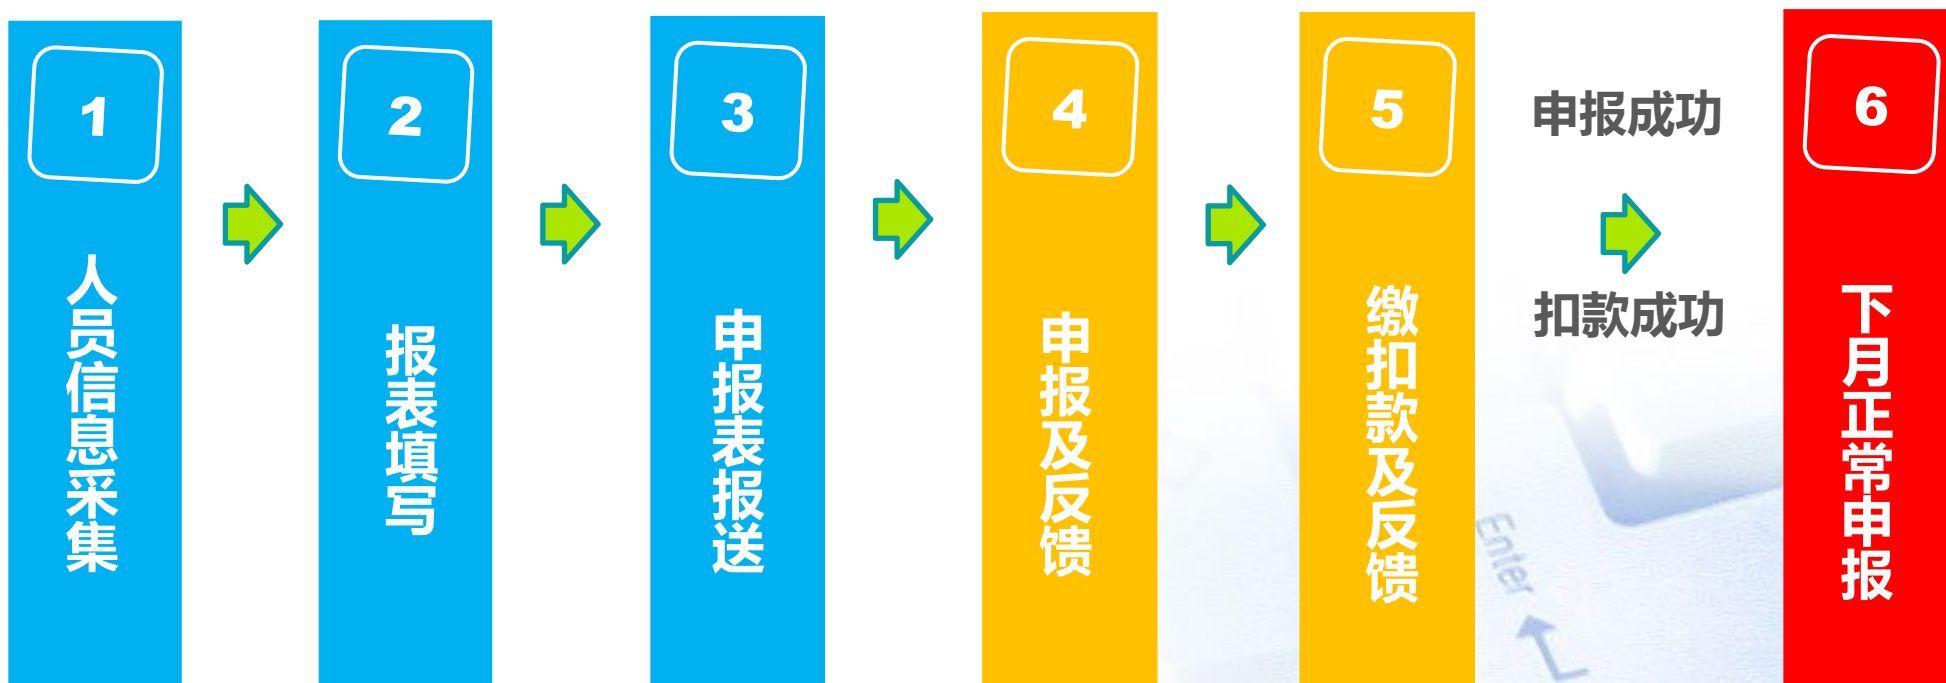 1
人员信息采集
2
报表填写
3
申报表报送
4
申报及反馈
5
缴扣款及反馈
申报成功
扣款成功
6
下月正常申报
Enter